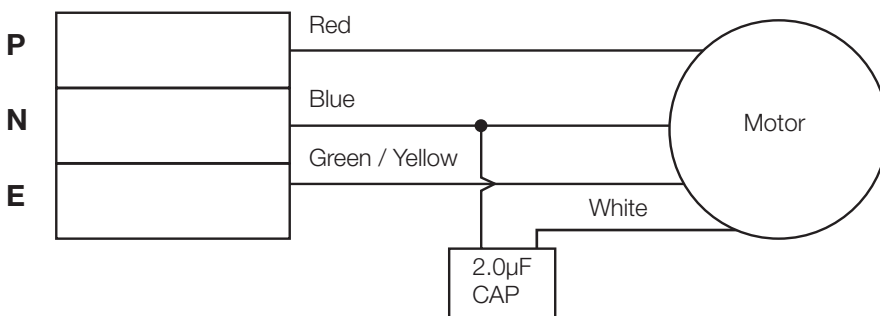 P
Red
N
Blue
Motor
Green / Yellow
E
White
2.0µF
CAP